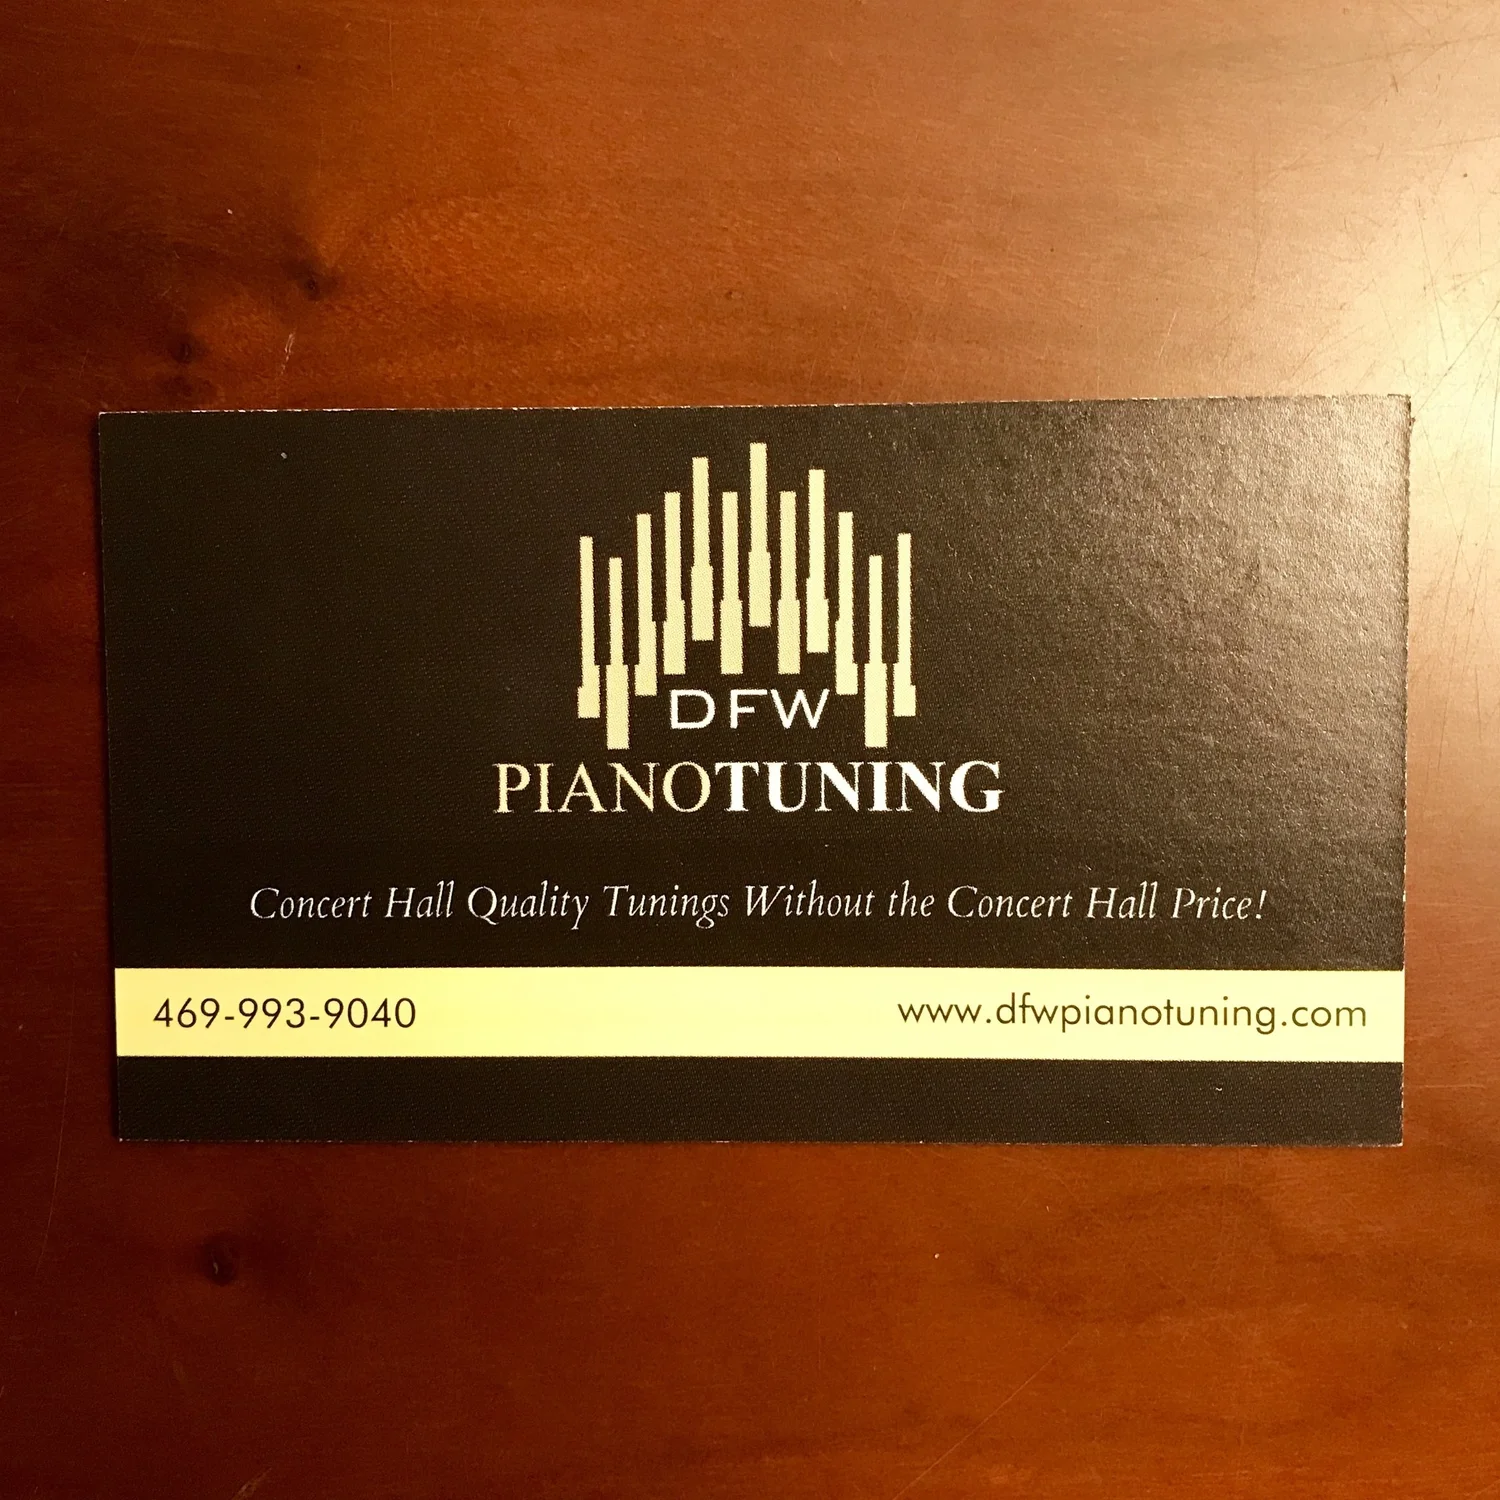 DFW
PIANOTUNING
Concert Hall Quality Tunings Without the Concert Hall Price!
469-993-9040
www.dfwpianotuning.com